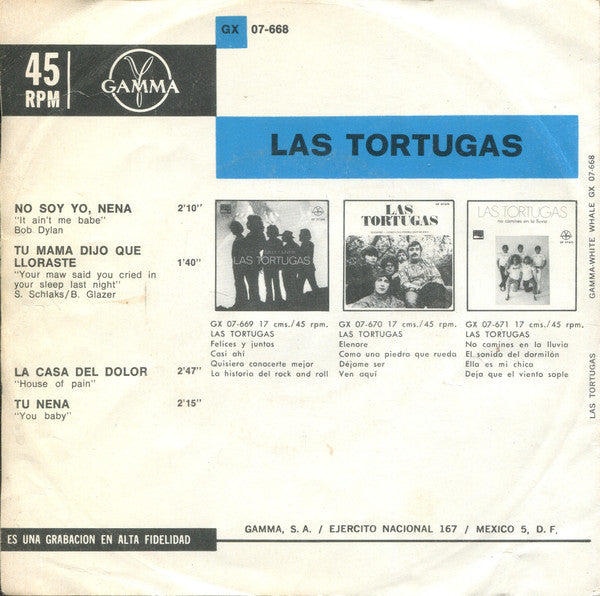 GX 07-668
45
RPM
GAMMA
LAS TORTUGAS
NO SOY YO, NENA 2'10"
"It ain't me babe"
Bob Dylan
TU MAMA DIJO QUE
LLORASTE 1'40"
"Your maw said you cried in
your sleep last night"
S. Schlaks/B. Glazer
LA CASA DEL DOLOR 2'47"
"House of pain"
TU NENA 2'15"
"You baby"
LAS TORTUGAS
GX 07-669 17 cms./45 rpm.
LAS TORTUGAS
Felices y juntos
Casi ahí
Quisiera conocerte mejor
La historia del rock and roll
LAS
TORTUGAS
GX 07-670 17 cms./45 rpm.
LAS TORTUGAS
Elenore
Como una piedra que rueda
Déjame ser
Ven aquí
LAS TORTUGAS
no camines en la lluvia
GX 07-671 17 cms./45 rpm.
LAS TORTUGAS
No camines en la lluvia
El sonido del dormilón
Ella es mi chica
Deja que el viento sople
LAS TORTUGAS GAMMA-WHITE WHALE GX 07-668
ES UNA GRABACION EN ALTA FIDELIDAD
GAMMA, S. A. / EJERCITO NACIONAL 167 / MEXICO 5, D. F.